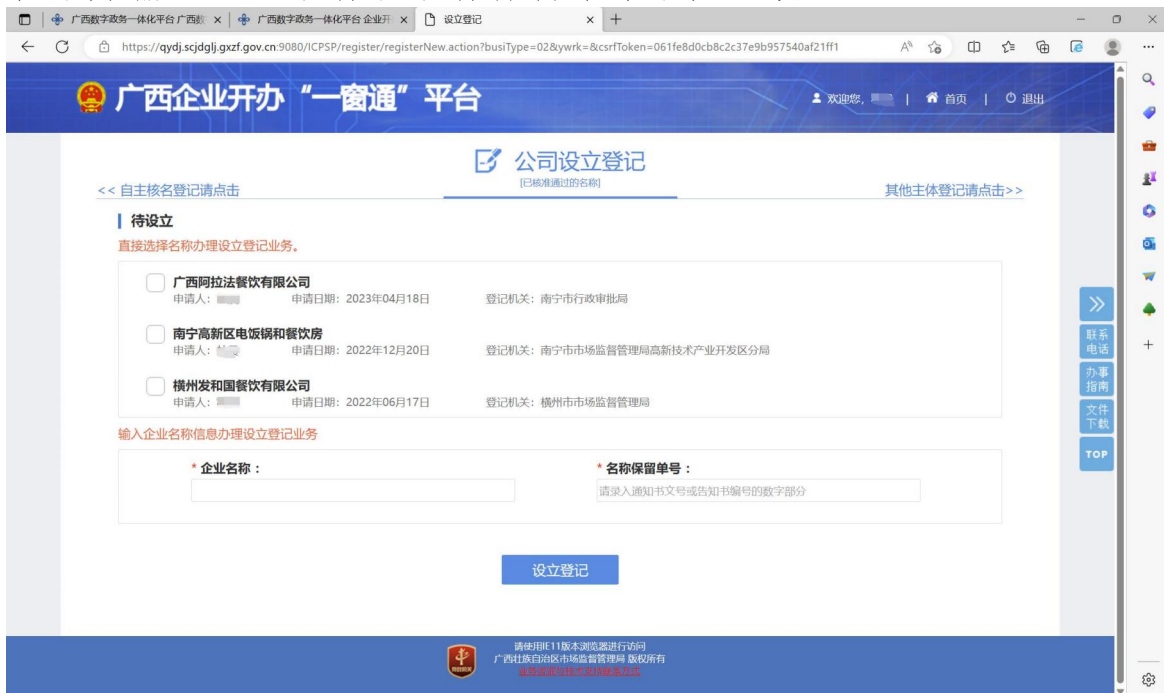 广西数字政务一体化平台 广西数
广西数字政务一体化平台 企业开
设立登记
https://qydj.scjdglj.gxzf.gov.cn:9080/ICPSP/register/registerNew.action?busiType=02&ywrk=&csrfToken=061fe8d0cb8c2c37e9b957540af21ff1
广西企业开办“一窗通”平台
欢迎您,
| 首页 | 退出
公司设立登记
[已核准通过的名称]
<< 自主核名登记请点击
其他主体登记请点击>>
待设立
直接选择名称办理设立登记业务。
广西阿拉法餐饮有限公司
申请人: 申请日期:2023年04月18日 登记机关:南宁市行政审批局
南宁高新区电饭锅和餐饮房
申请人: 申请日期:2022年12月20日 登记机关:南宁市市场监督管理局高新技术产业开发区分局
横州发和国餐饮有限公司
申请人: 申请日期:2022年06月17日 登记机关:横州市市场监督管理局
输入企业名称信息办理设立登记业务
* 企业名称:
* 名称保留单号:
请录入通知书文号或告知书编号的数字部分
设立登记
联系
电话
办事
指南
文件
下载
TOP
请使用IE11版本浏览器进行访问
广西壮族自治区市场监督管理局 版权所有